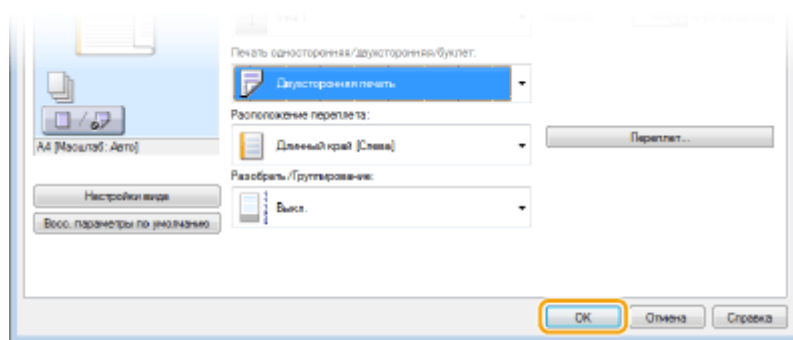 Печать односторонняя/двухсторонняя/буклет:
Двухсторонняя печать
Расположение переплета:
A4 [Масштаб: Авто]
Длинный край [Слева]
Переплет...
Разобрать/Группирование:
Настройки вида
Выкл.
Восс. параметры по умолчанию
OK
Отмена
Справка